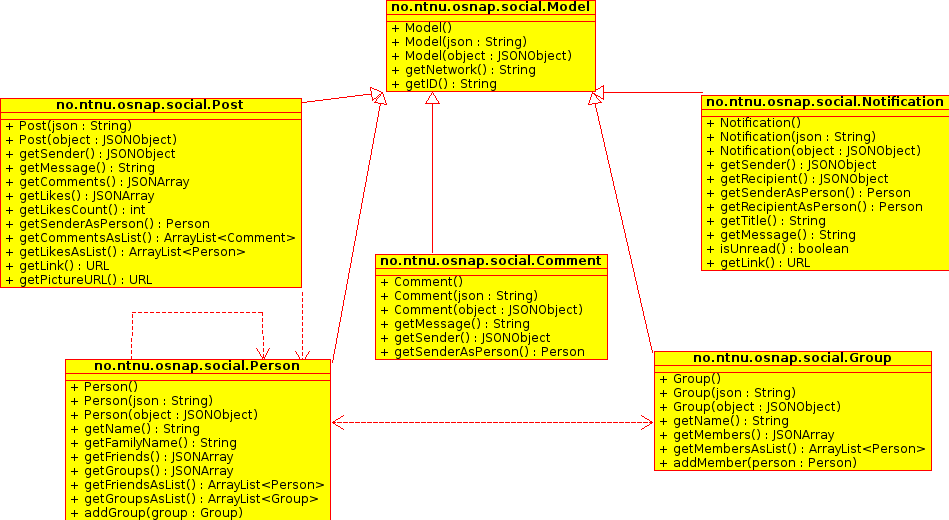 no.ntnu.osnap.social.Model
+ Model()
+ Model(json : String)
+ Model(object : JSONObject)
+ getNetwork() : String
+ getID() : String
no.ntnu.osnap.social.Post
+ Post(json : String)
+ Post(object : JSONObject)
+ getSender() : JSONObject
+ getMessage() : String
+ getComments() : JSONArray
+ getLikes() : JSONArray
+ getLikesCount() : int
+ getSenderAsPerson() : Person
+ getCommentsAsList() : ArrayList<Comment>
+ getLikesAsList() : ArrayList<Person>
+ getLink() : URL
+ getPictureURL() : URL
no.ntnu.osnap.social.Notification
+ Notification()
+ Notification(json : String)
+ Notification(object : JSONObject)
+ getSender() : JSONObject
+ getRecipient() : JSONObject
+ getSenderAsPerson() : Person
+ getRecipientAsPerson() : Person
+ getTitle() : String
+ getMessage() : String
+ isUnread() : boolean
+ getLink() : URL
no.ntnu.osnap.social.Comment
+ Comment()
+ Comment(json : String)
+ Comment(object : JSONObject)
+ getMessage() : String
+ getSender() : JSONObject
+ getSenderAsPerson() : Person
no.ntnu.osnap.social.Person
+ Person()
+ Person(json : String)
+ Person(object : JSONObject)
+ getName() : String
+ getFamilyName() : String
+ getFriends() : JSONArray
+ getGroups() : JSONArray
+ getFriendsAsList() : ArrayList<Person>
+ getGroupsAsList() : ArrayList<Group>
+ addGroup(group : Group)
no.ntnu.osnap.social.Group
+ Group()
+ Group(json : String)
+ Group(object : JSONObject)
+ getName() : String
+ getMembers() : JSONArray
+ getMembersAsList() : ArrayList<Person>
+ addMember(person : Person)